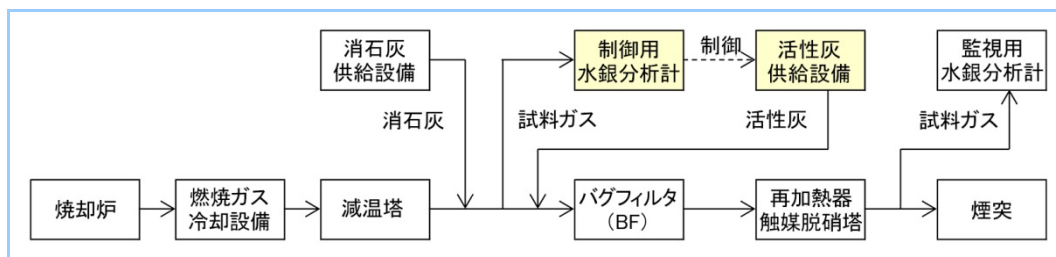 消石灰
供給設備
制御用
水銀分析計
制御
活性灰
供給設備
監視用
水銀分析計
消石灰
試料ガス
活性灰
試料ガス
焼却炉
燃焼ガス
冷却設備
減温塔
バグフィルタ
(BF)
再加熱器
触媒脱硝塔
煙突